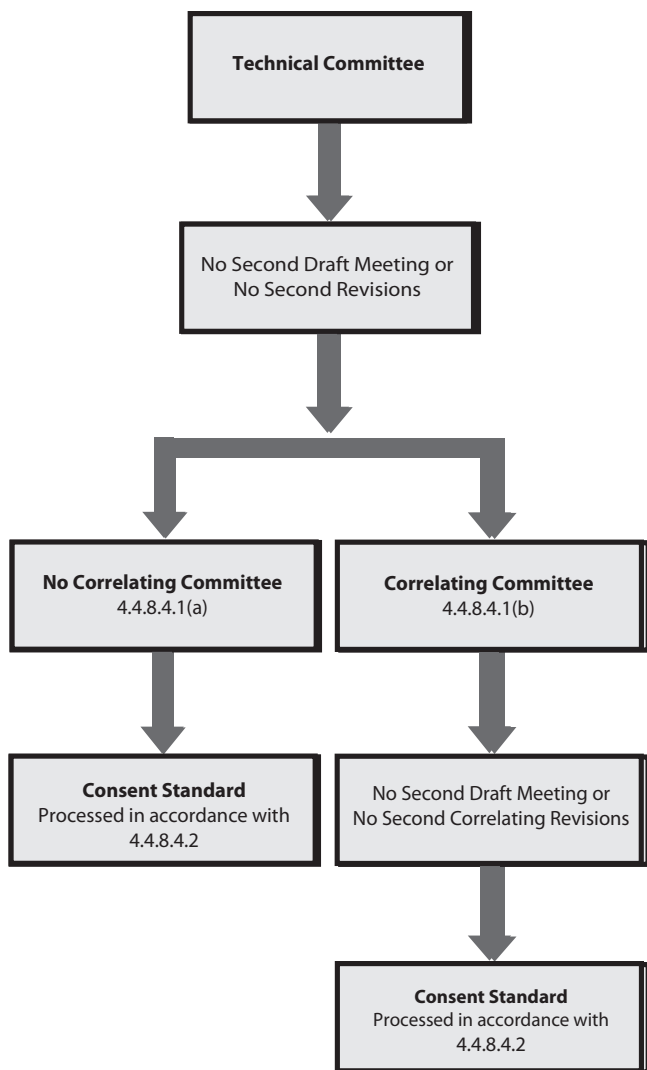 Technical Committee
No Second Draft Meeting or
No Second Revisions
No Correlating Committee
4.4.8.4.1(a)
Correlating Committee
4.4.8.4.1(b)
Consent Standard
Processed in accordance with
4.4.8.4.2
No Second Draft Meeting or
No Second Correlating Revisions
Consent Standard
Processed in accordance with
4.4.8.4.2